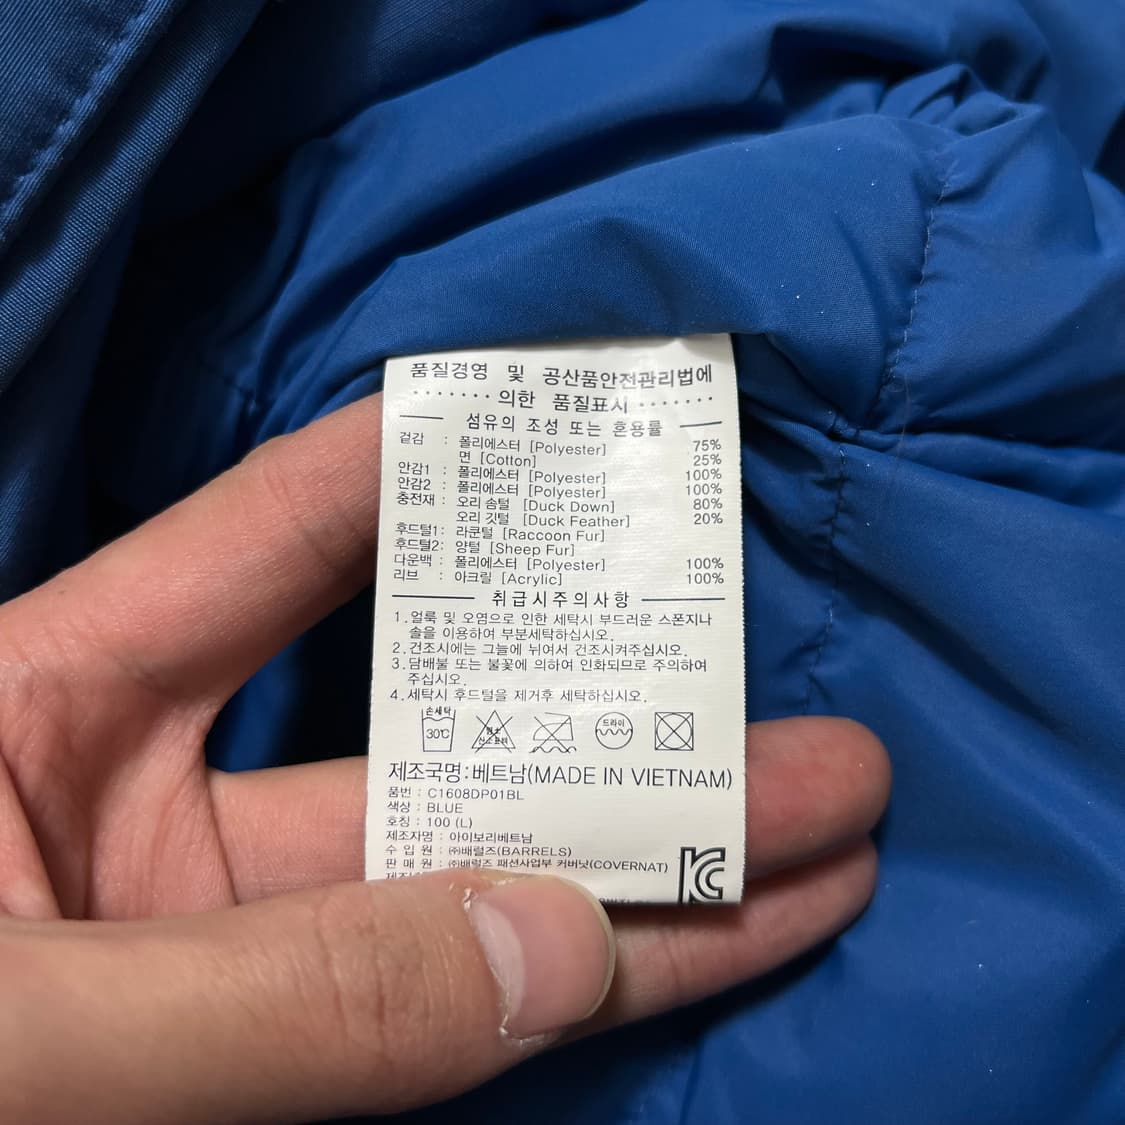 품질경영 및 공산품안전관리법에
······· 의한 품질표시 ·······
섬유의 조성 또는 혼용률
겉감 : 폴리에스터 [Polyester] 75%
면 [Cotton] 25%
안감1 : 폴리에스터 [Polyester] 100%
안감2 : 폴리에스터 [Polyester] 100%
충전재 : 오리 솜털 [Duck Down] 80%
오리 깃털 [Duck Feather] 20%
후드털1: 라쿤털 [Raccoon Fur]
후드털2: 양털 [Sheep Fur]
다운백 : 폴리에스터 [Polyester] 100%
리브 : 아크릴 [Acrylic] 100%
취급시주의사항
1.얼룩 및 오염으로 인한 세탁시 부드러운 스폰지나
솔을 이용하여 부분세탁하십시오.
2.건조시에는 그늘에 뉘어서 건조시켜주십시오.
3.담배불 또는 불꽃에 의하여 인화되므로 주의하여
주십시오.
4.세탁시 후드털을 제거후 세탁하십시오.
손세탁 30℃ 염소 산소표백 드라이
제조국명:베트남(MADE IN VIETNAM)
품번 : C1608DP01BL
색상 : BLUE
호칭 : 100 (L)
제조자명 : 아이보리베트남
수 입 원 : ㈜배럴즈(BARRELS)
판 매 원 : ㈜배럴즈 패션사업부 커버낫(COVERNAT)
KC